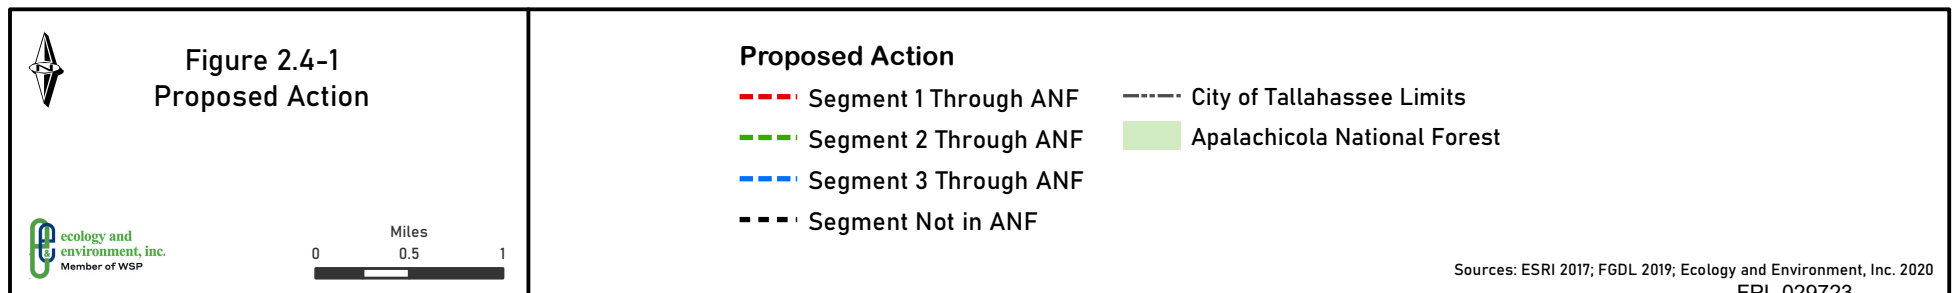 N
Figure 2.4-1
Proposed Action
ecology and
environment, inc.
Member of WSP
Miles
0 0.5 1
Proposed Action
Segment 1 Through ANF
Segment 2 Through ANF
Segment 3 Through ANF
Segment Not in ANF
City of Tallahassee Limits
Apalachicola National Forest
Sources: ESRI 2017; FGDL 2019; Ecology and Environment, Inc. 2020
029723